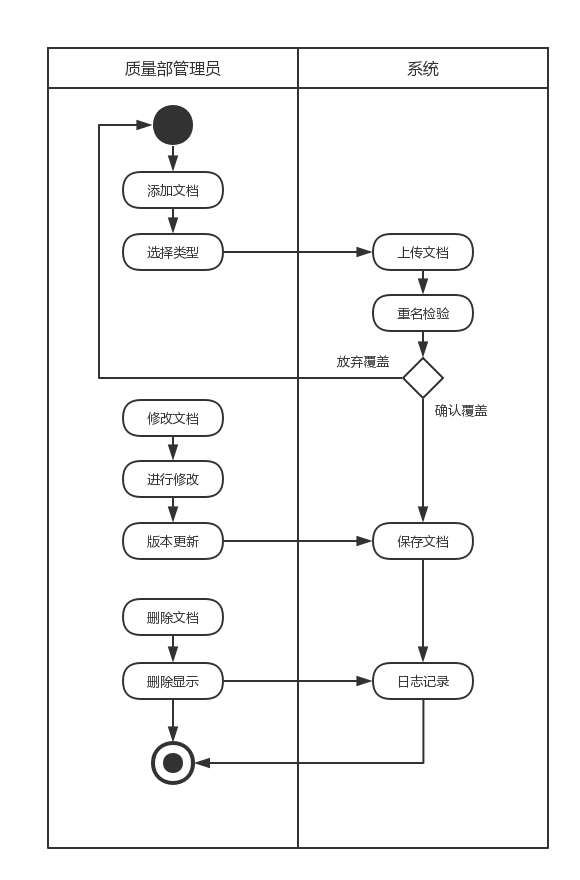 质量部管理员
系统
添加文档
选择类型
上传文档
重名检验
放弃覆盖
确认覆盖
修改文档
进行修改
版本更新
保存文档
删除文档
删除显示
日志记录